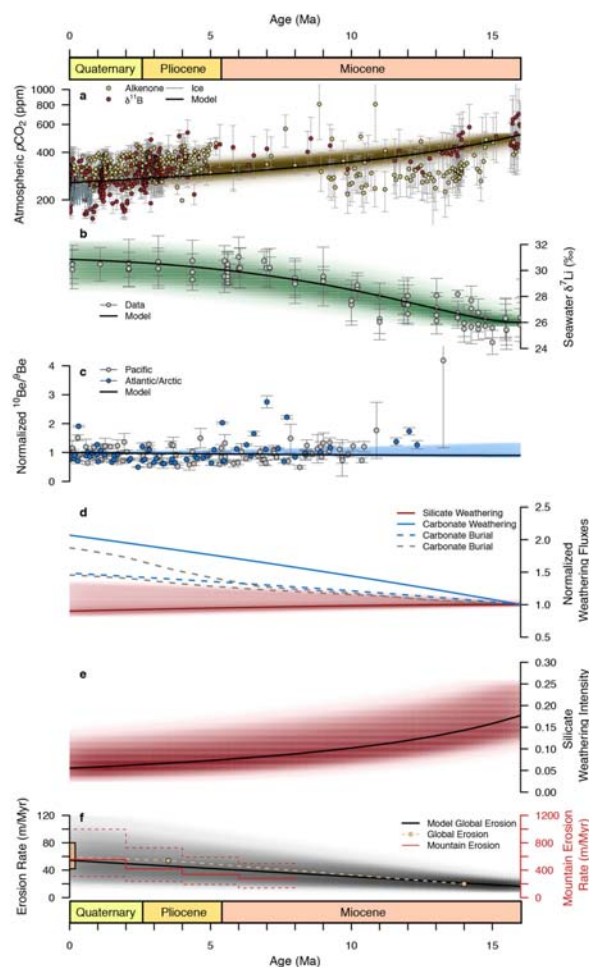 Age (Ma)
0 5 10 15
Quaternary Pliocene Miocene
a
Alkenone Ice
δ¹¹B Model
Atmospheric pCO₂ (ppm)
1000
800
600
400
200
b
Data
Model
Seawater δ⁷Li (‰)
32
30
28
26
24
c
Pacific
Atlantic/Arctic
Model
Normalized ¹⁰Be/⁹Be
4
3
2
1
0
d
Silicate Weathering
Carbonate Weathering
Carbonate Burial
Carbonate Burial
Normalized
Weathering Fluxes
2.5
2.0
1.5
1.0
0.5
e
Silicate
Weathering Intensity
0.30
0.25
0.20
0.15
0.10
0.05
0.00
f
Model Global Erosion
Global Erosion
Mountain Erosion
Erosion Rate (m/Myr)
120
80
60
40
20
0
Mountain Erosion
Rate (m/Myr)
1200
1000
800
600
400
200
0
Quaternary Pliocene Miocene
0 5 10 15
Age (Ma)